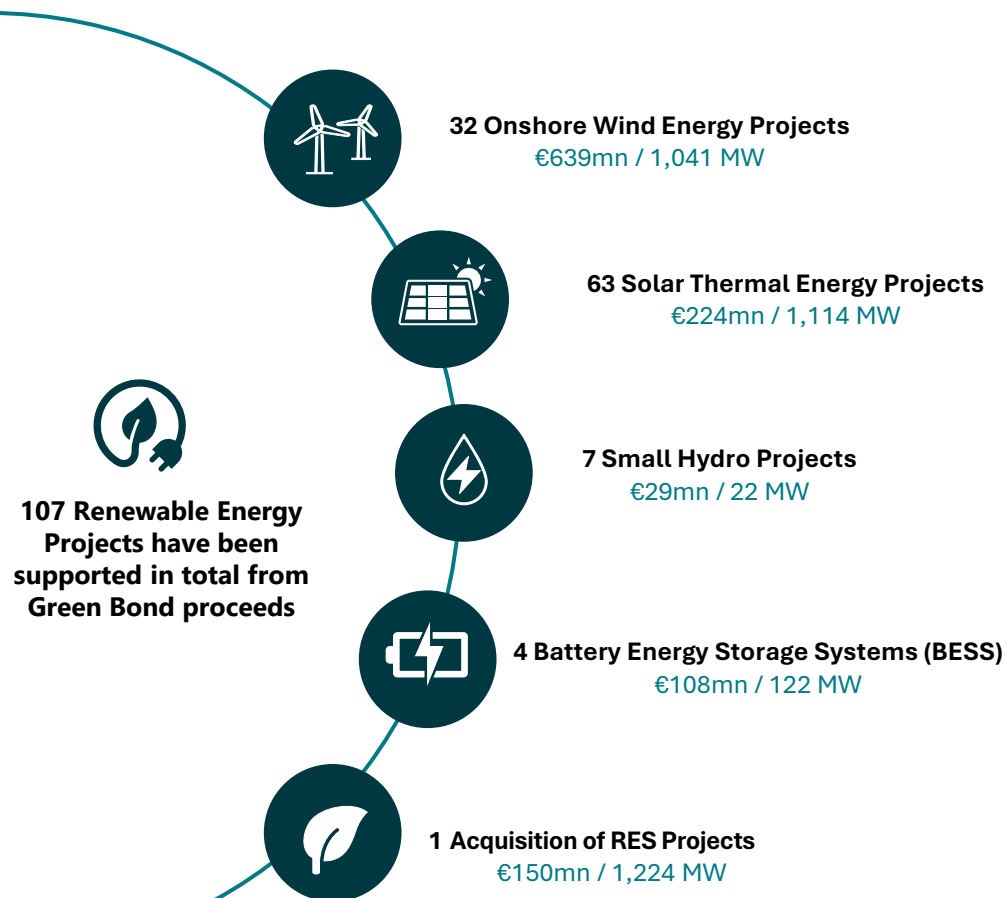 32 Onshore Wind Energy Projects
€639mn / 1,041 MW
63 Solar Thermal Energy Projects
€224mn / 1,114 MW
7 Small Hydro Projects
€29mn / 22 MW
107 Renewable Energy
Projects have been
supported in total from
Green Bond proceeds
4 Battery Energy Storage Systems (BESS)
€108mn / 122 MW
1 Acquisition of RES Projects
€150mn / 1,224 MW